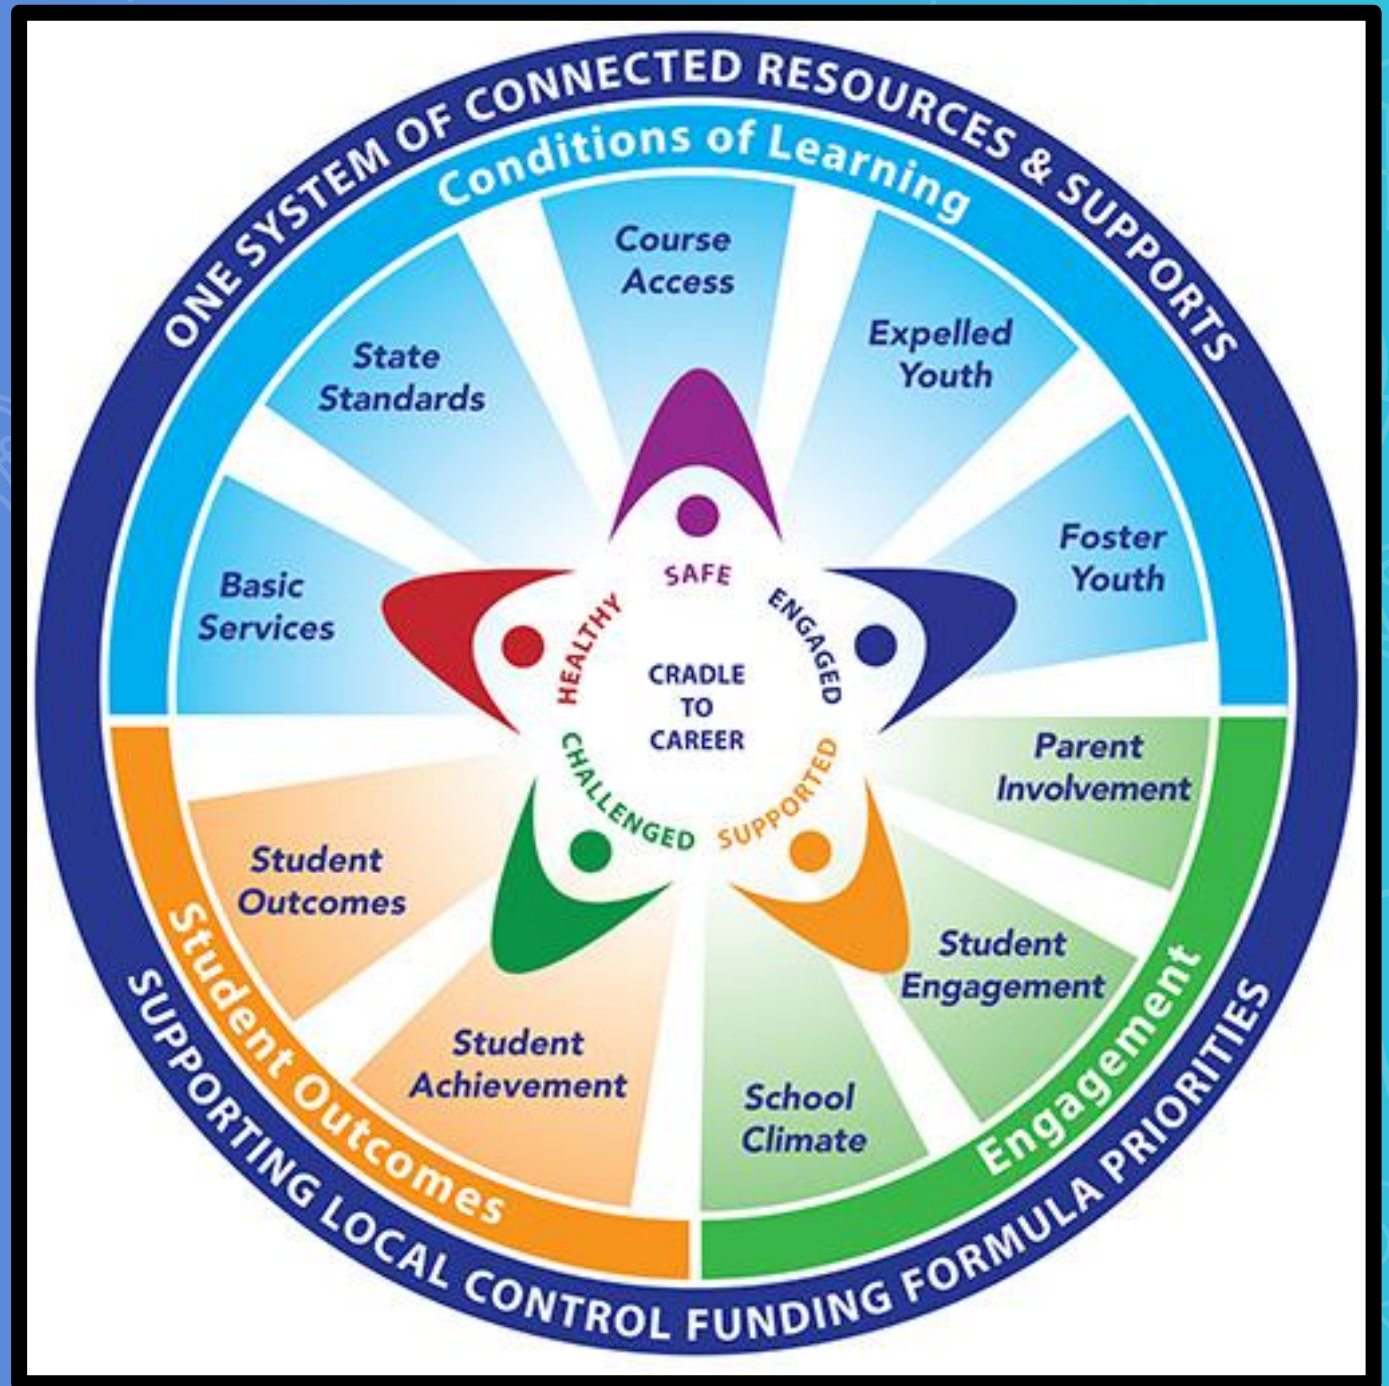 ONE SYSTEM OF CONNECTED RESOURCES & SUPPORTS
Conditions of Learning
Course
Access
State
Standards
Expelled
Youth
Basic
Services
Foster
Youth
SAFE
HEALTHY
ENGAGED
CRADLE
TO
CAREER
CHALLENGED
SUPPORTED
Parent
Involvement
Student
Outcomes
Student
Engagement
Student
Achievement
School
Climate
Student Outcomes
Engagement
SUPPORTING LOCAL CONTROL FUNDING FORMULA PRIORITIES